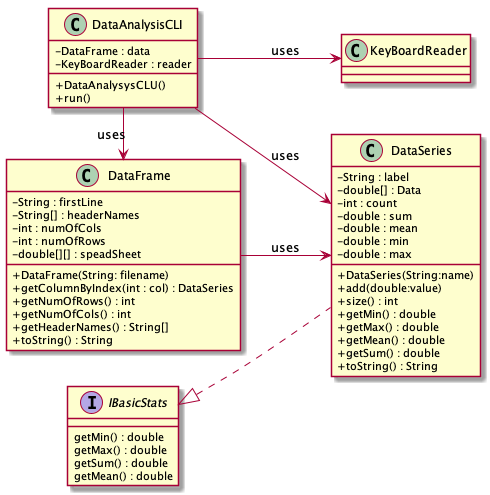 C DataAnalysisCLI
-DataFrame : data
-KeyBoardReader : reader
+DataAnalysysCLU()
+run()
uses
C KeyBoardReader
uses
uses
C DataFrame
-String : firstLine
-String[] : headerNames
-int : numOfCols
-int : numOfRows
-double[][] : speadSheet
+DataFrame(String: filename)
+getColumnByIndex(int : col) : DataSeries
+getNumOfRows() : int
+getNumOfCols() : int
+getHeaderNames() : String[]
+toString() : String
uses
C DataSeries
-String : label
-double[] : Data
-int : count
-double : sum
-double : mean
-double : min
-double : max
+DataSeries(String:name)
+add(double:value)
+size() : int
+getMin() : double
+getMax() : double
+getMean() : double
+getSum() : double
+toString() : String
I IBasicStats
getMin() : double
getMax() : double
getSum() : double
getMean() : double